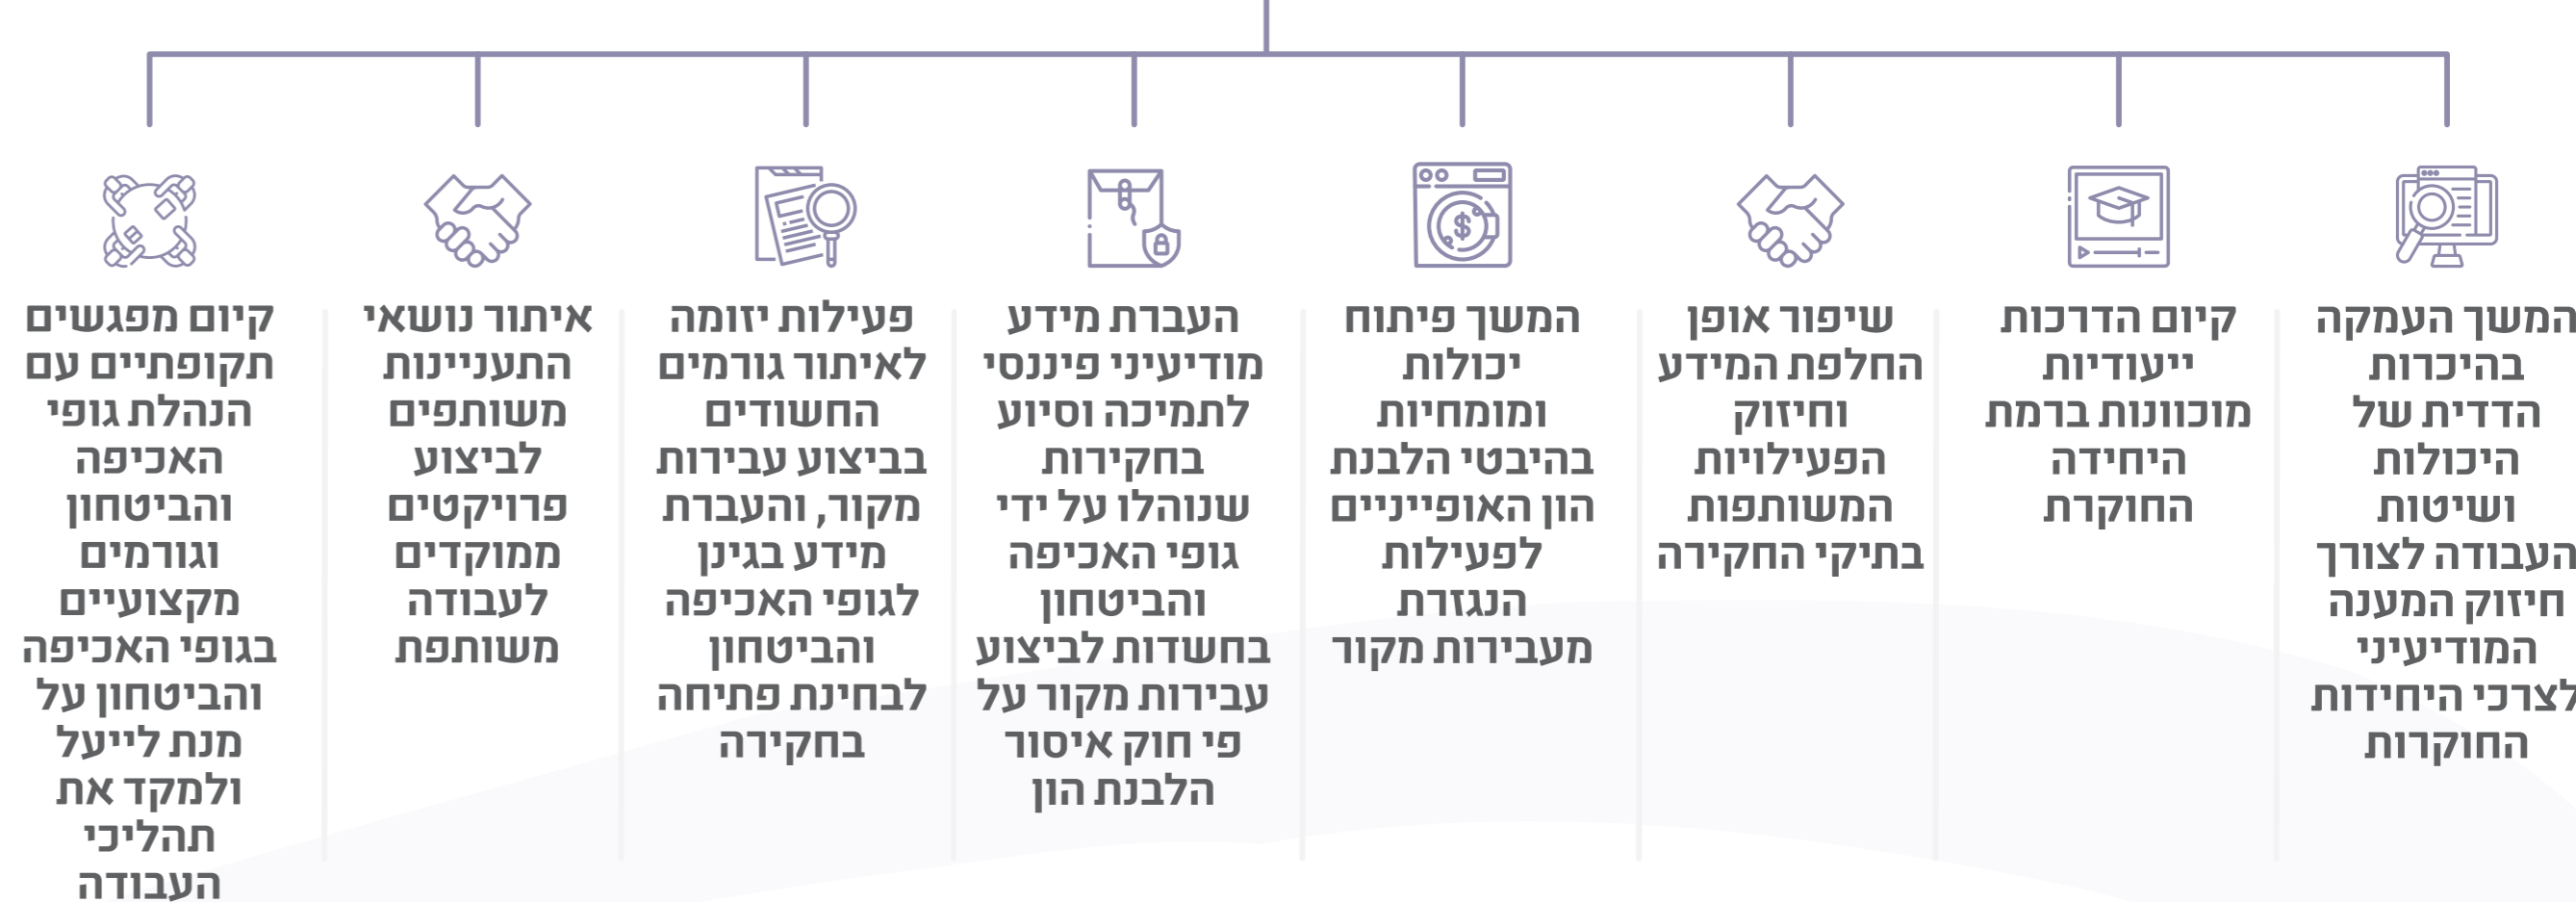 המשך העמקה
בהיכרות
הדדית של
היכולות
ושיטות
העבודה לצורך
חיזוק המענה
המודיעיני
לצרכי היחידות
החוקרות
קיום הדרכות
ייעודיות
מוכוונות ברמת
היחידה
החוקרת
שיפור אופן
החלפת המידע
וחיזוק
הפעילויות
המשותפות
בתיקי החקירה
המשך פיתוח
יכולות
ומומחיות
בהיבטי הלבנת
הון האופייניים
לפעילות
הנגזרת
מעבירות מקור
העברת מידע
מודיעיני פיננסי
לתמיכה וסיוע
בחקירות
שנוהלו על ידי
גופי האכיפה
והביטחון
בחשדות לביצוע
עבירות מקור על
פי חוק איסור
הלבנת הון
פעילות יזומה
לאיתור גורמים
החשודים
בביצוע עבירות
מקור, והעברת
מידע בגינן
לגופי האכיפה
והביטחון
לבחינת פתיחה
בחקירה
איתור נושאי
התעניינות
משותפים
לביצוע
פרויקטים
ממוקדים
לעבודה
משותפת
קיום מפגשים
תקופתיים עם
הנהלת גופי
האכיפה
והביטחון
וגורמים
מקצועיים
בגופי האכיפה
והביטחון על
מנת לייעל
ולמקד את
תהליכי
העבודה
$